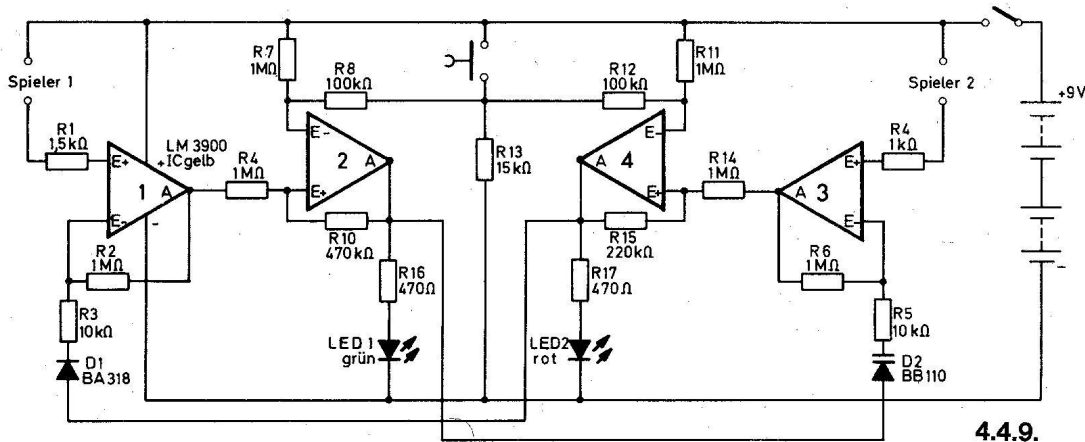 Spieler 1
R1
1,5kΩ
E+
E-
1
A
+
-
LM 3900
ICgelb
R2
1MΩ
R3
10kΩ
D1
BA318
R4
1MΩ
R7
1MΩ
R8
100kΩ
E-
E+
2
A
R10
470kΩ
R16
470Ω
LED 1
grün
R13
15kΩ
R12
100kΩ
R11
1MΩ
E-
E+
4
A
R15
220kΩ
R17
470Ω
LED2
rot
R14
1MΩ
E+
E-
3
A
R6
1MΩ
R4
1kΩ
Spieler 2
R5
10kΩ
D2
BB110
+9V
-
4.4.9.